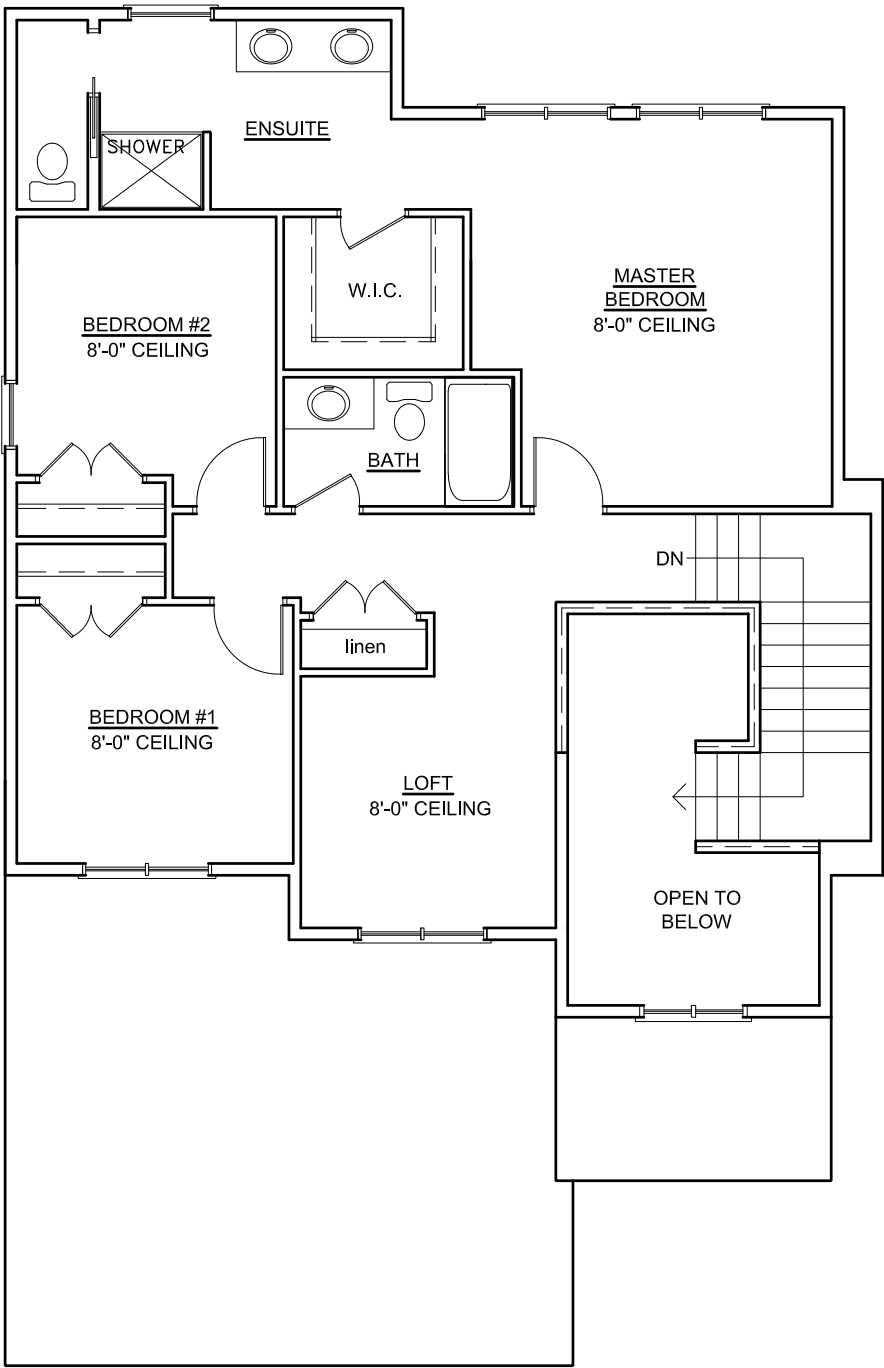 ENSUITE
SHOWER
W.I.C.
MASTER
BEDROOM
8'-0" CEILING
BEDROOM #2
8'-0" CEILING
BATH
DN
linen
BEDROOM #1
8'-0" CEILING
LOFT
8'-0" CEILING
OPEN TO
BELOW